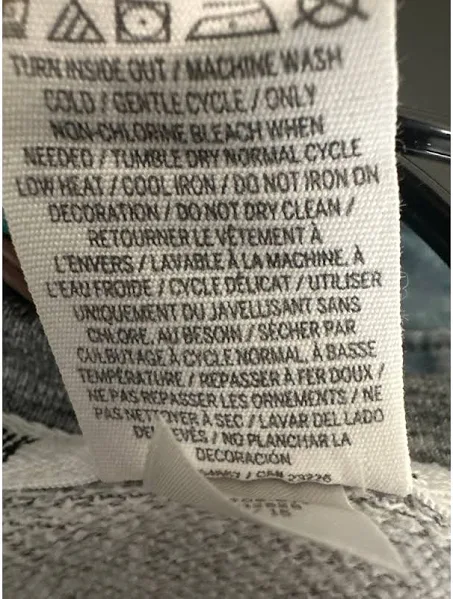 TURN INSIDE OUT / MACHINE WASH
COLD / GENTLE CYCLE / ONLY
NON-CHLORINE BLEACH WHEN
NEEDED / TUMBLE DRY NORMAL CYCLE
LOW HEAT / COOL IRON / DO NOT IRON ON
DECORATION / DO NOT DRY CLEAN /
RETOURNER LE VÊTEMENT À
L'ENVERS / LAVABLE À LA MACHINE, À
L'EAU FROIDE / CYCLE DÉLICAT / UTILISER
UNIQUEMENT DU JAVELLISANT SANS
CHLORE, AU BESOIN / SÉCHER PAR
CULBUTAGE À CYCLE NORMAL, À BASSE
TEMPÉRATURE / REPASSER À FER DOUX /
NE PAS REPASSER LES ORNEMENTS / NE
PAS NETTOYER À SEC / LAVAR DEL LADO
DE / NO PLANCHAR LA
DECORACIÓN
/ CAN 23226